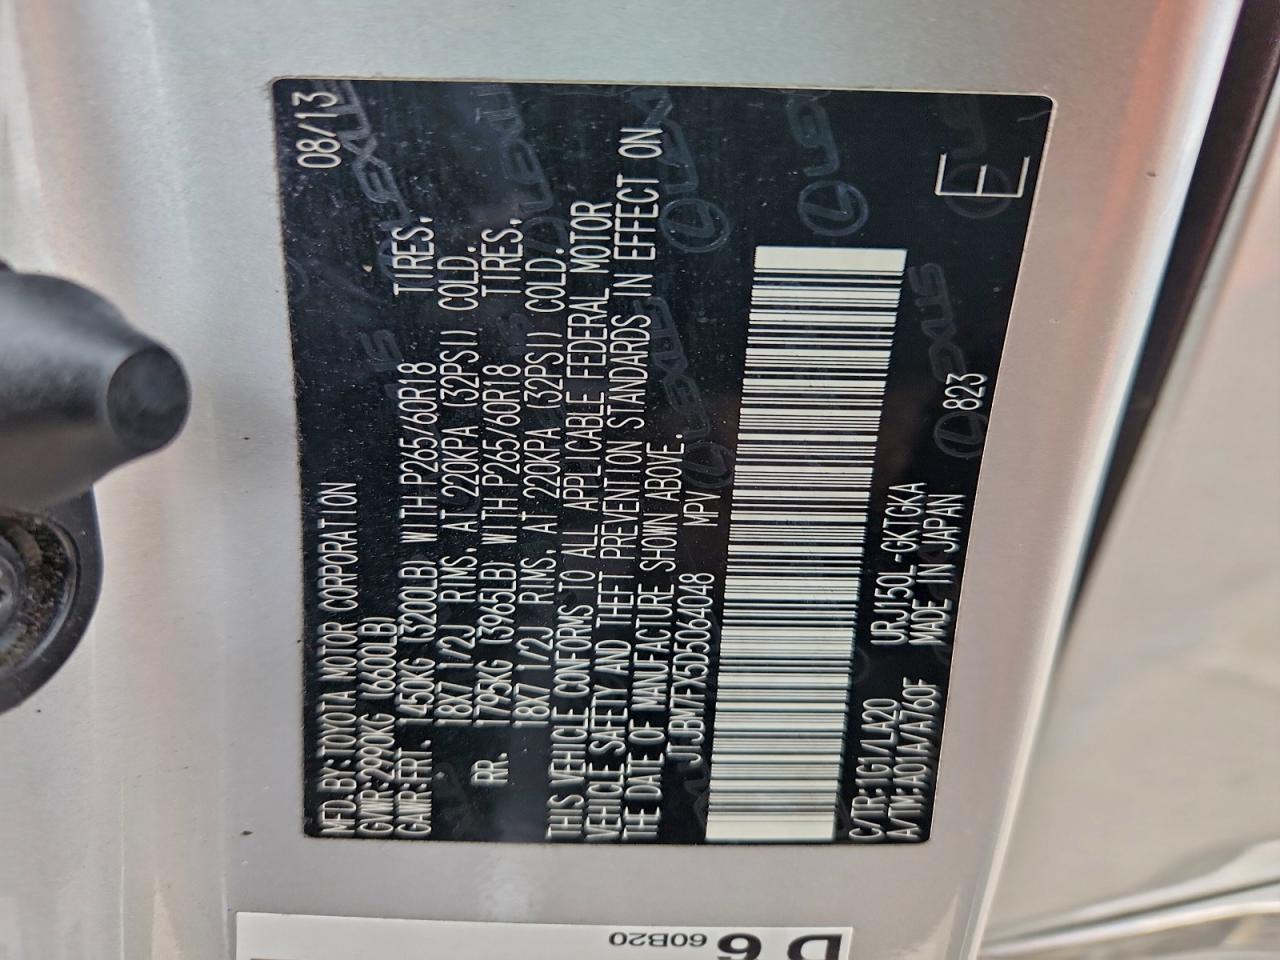 MFD. BY: TOYOTA MOTOR CORPORATION 08/13
GVWR: 2990KG (6600LB)
GAWR: FRT. 1450KG (3200LB) WITH P265/60R18 TIRES,
18X7 1/2J RIMS, AT 220KPA (32PSI) COLD.
RR. 1795KG (3965LB) WITH P265/60R18 TIRES,
18X7 1/2J RIMS, AT 220KPA (32PSI) COLD.
THIS VEHICLE CONFORMS TO ALL APPLICABLE FEDERAL MOTOR
VEHICLE SAFETY AND THEFT PREVENTION STANDARDS IN EFFECT ON
THE DATE OF MANUFACTURE SHOWN ABOVE.
JTJBM7FX5D5064048 MPV
C/TR: 1G1/LA20 URJ150L-GKTGKA
A/TM: A01A/A760F MADE IN JAPAN 823
E
LEXUS
D 6 60B20